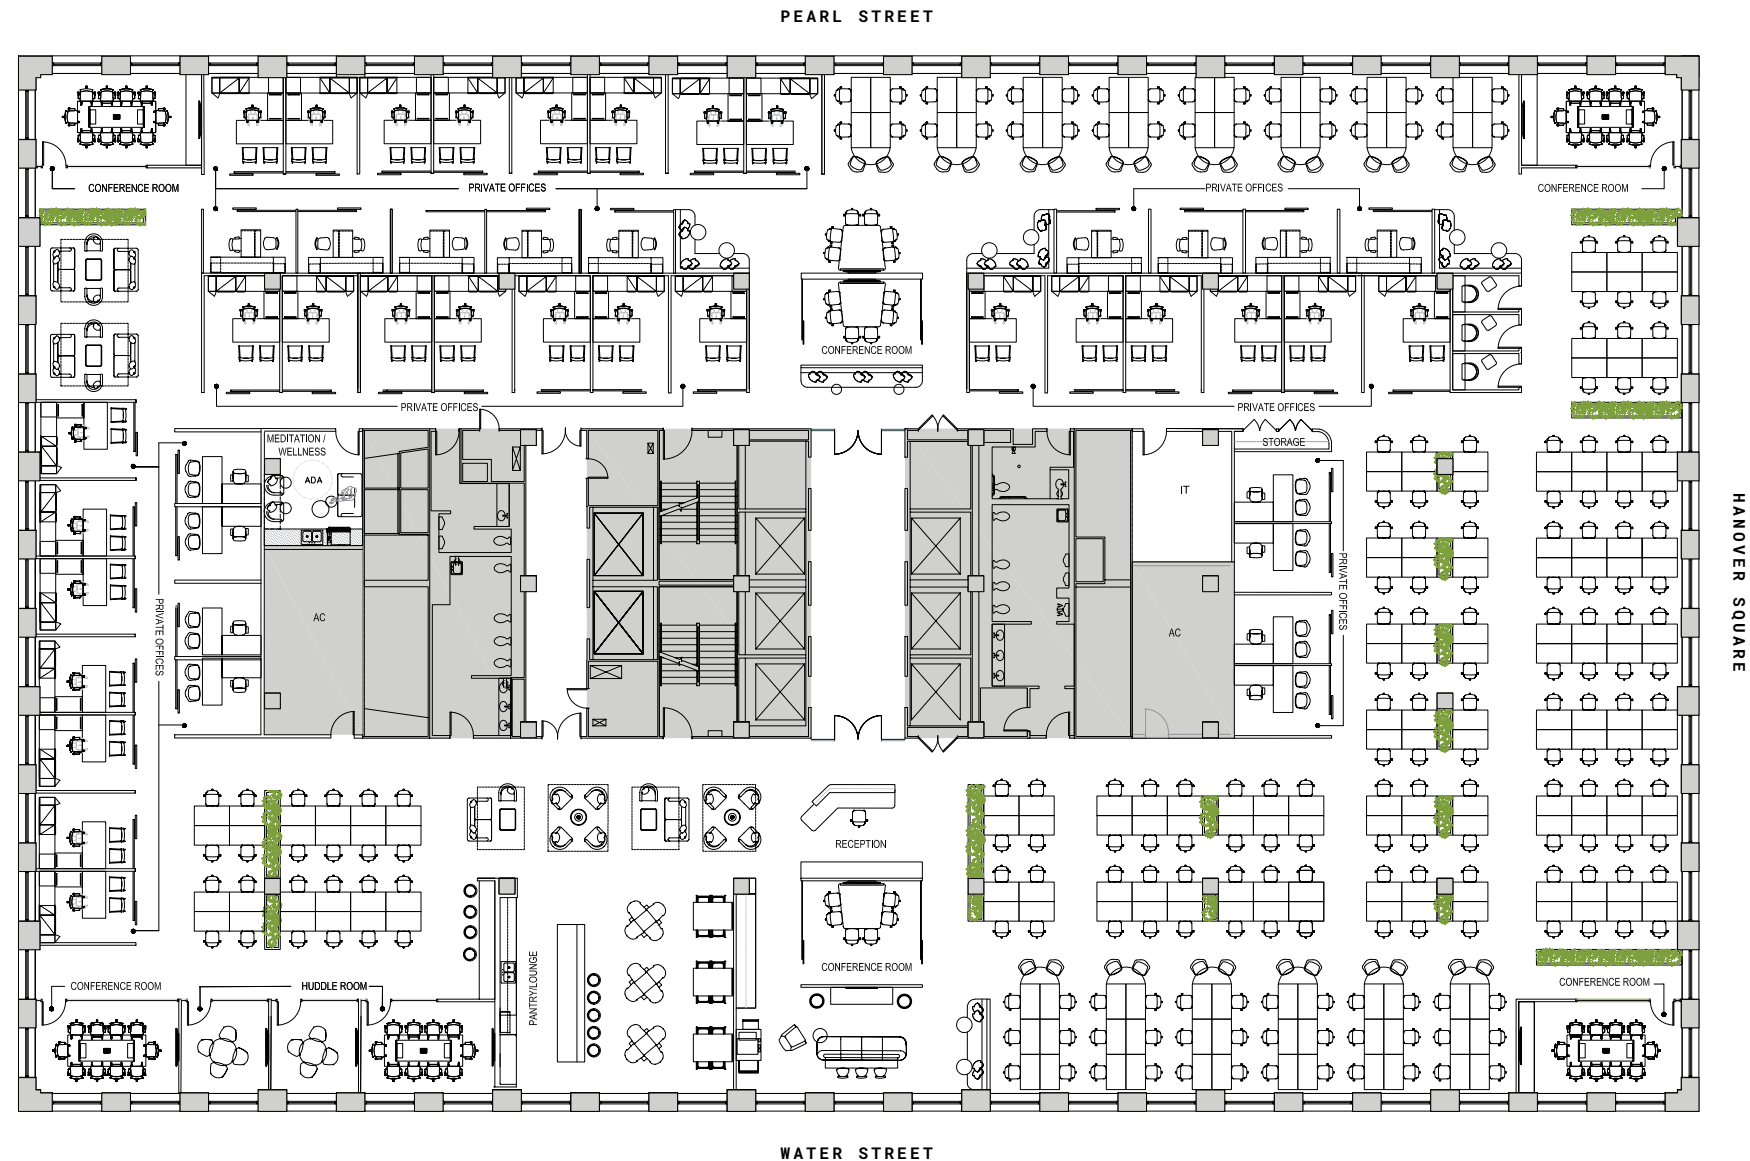 PEARL STREET
CONFERENCE ROOM
PRIVATE OFFICES
PRIVATE OFFICES
CONFERENCE ROOM
CONFERENCE ROOM
PRIVATE OFFICES
PRIVATE OFFICES
MEDITATION /
WELLNESS
ADA
STORAGE
IT
HANOVER SQUARE
PRIVATE OFFICES
PRIVATE OFFICES
ADA
AC
AC
RECEPTION
PANTRY/LOUNGE
CONFERENCE ROOM
CONFERENCE ROOM
HUDDLE ROOM
CONFERENCE ROOM
WATER STREET